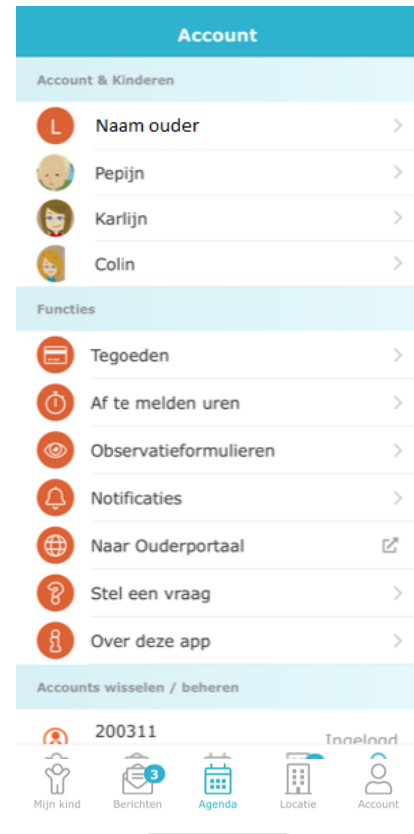 Account
Account & Kinderen
L Naam ouder
Pepijn
Karlijn
Colin
Functies
Tegoeden
Af te melden uren
Observatieformulieren
Notificaties
Naar Ouderportaal
Stel een vraag
Over deze app
Accounts wisselen / beheren
200311 Ingelogd
3
Mijn kind Berichten Agenda Locatie Account